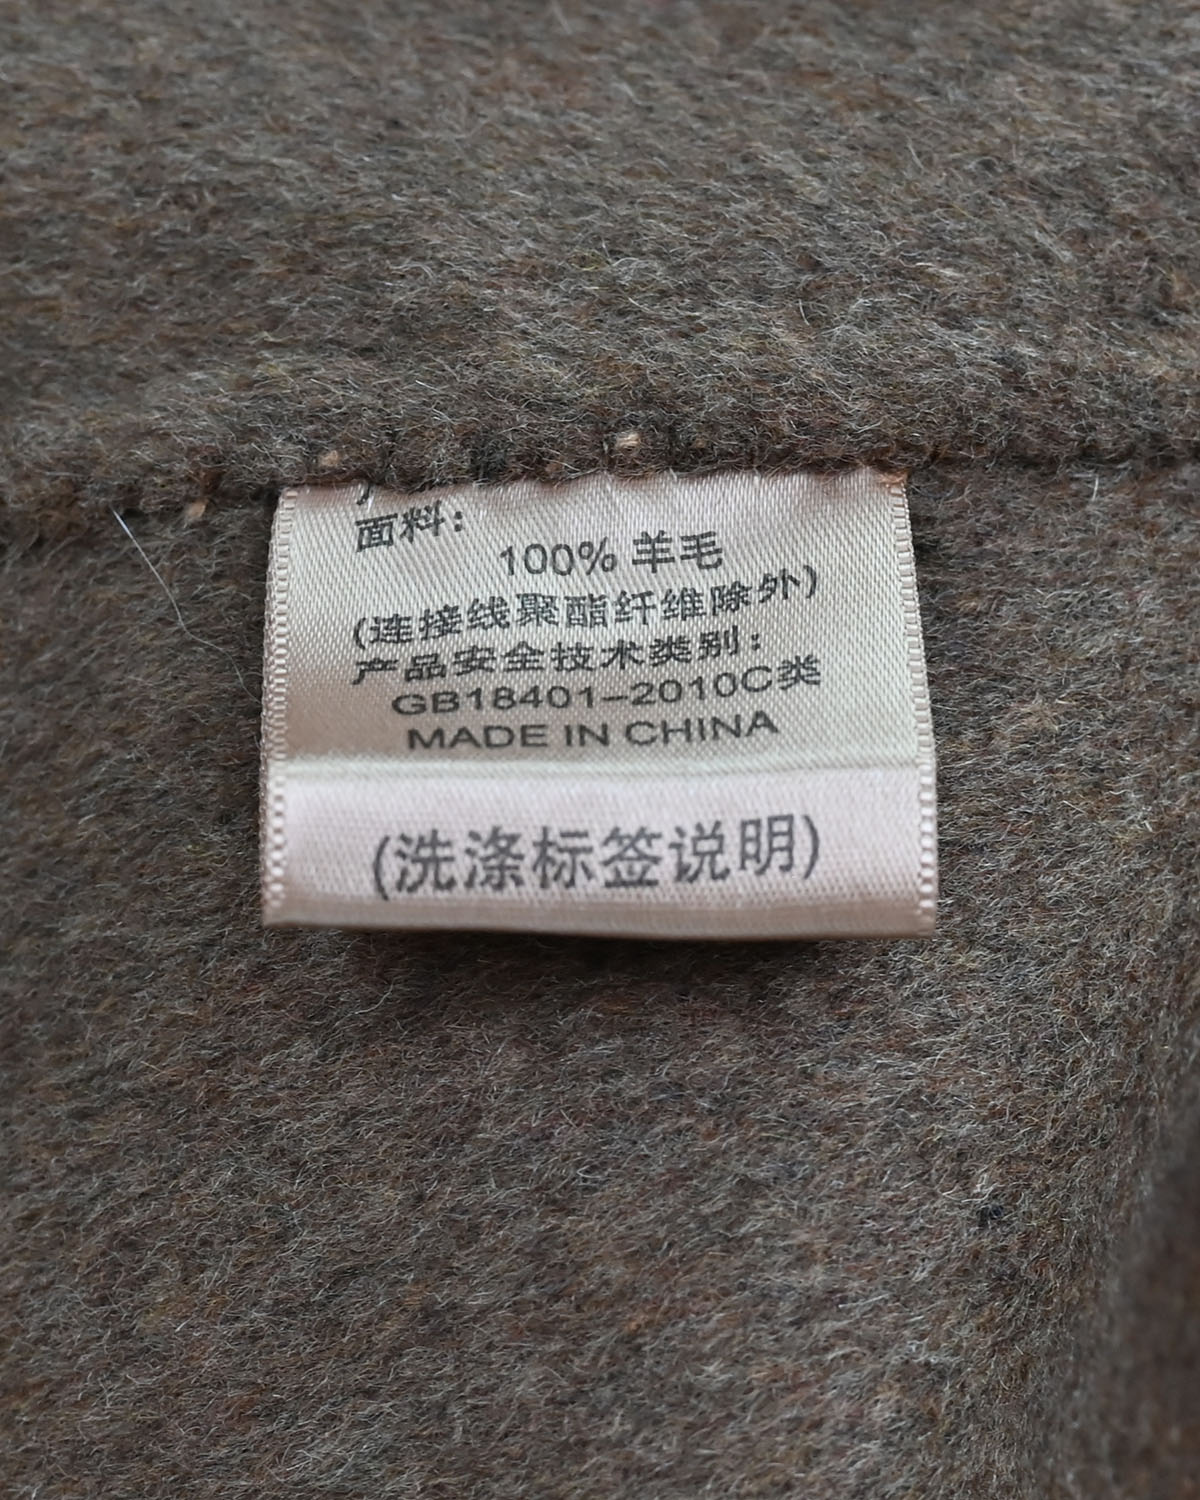 面料:
100% 羊毛
(连接线聚酯纤维除外)
产品安全技术类别:
GB18401-2010C类
MADE IN CHINA
(洗涤标签说明)